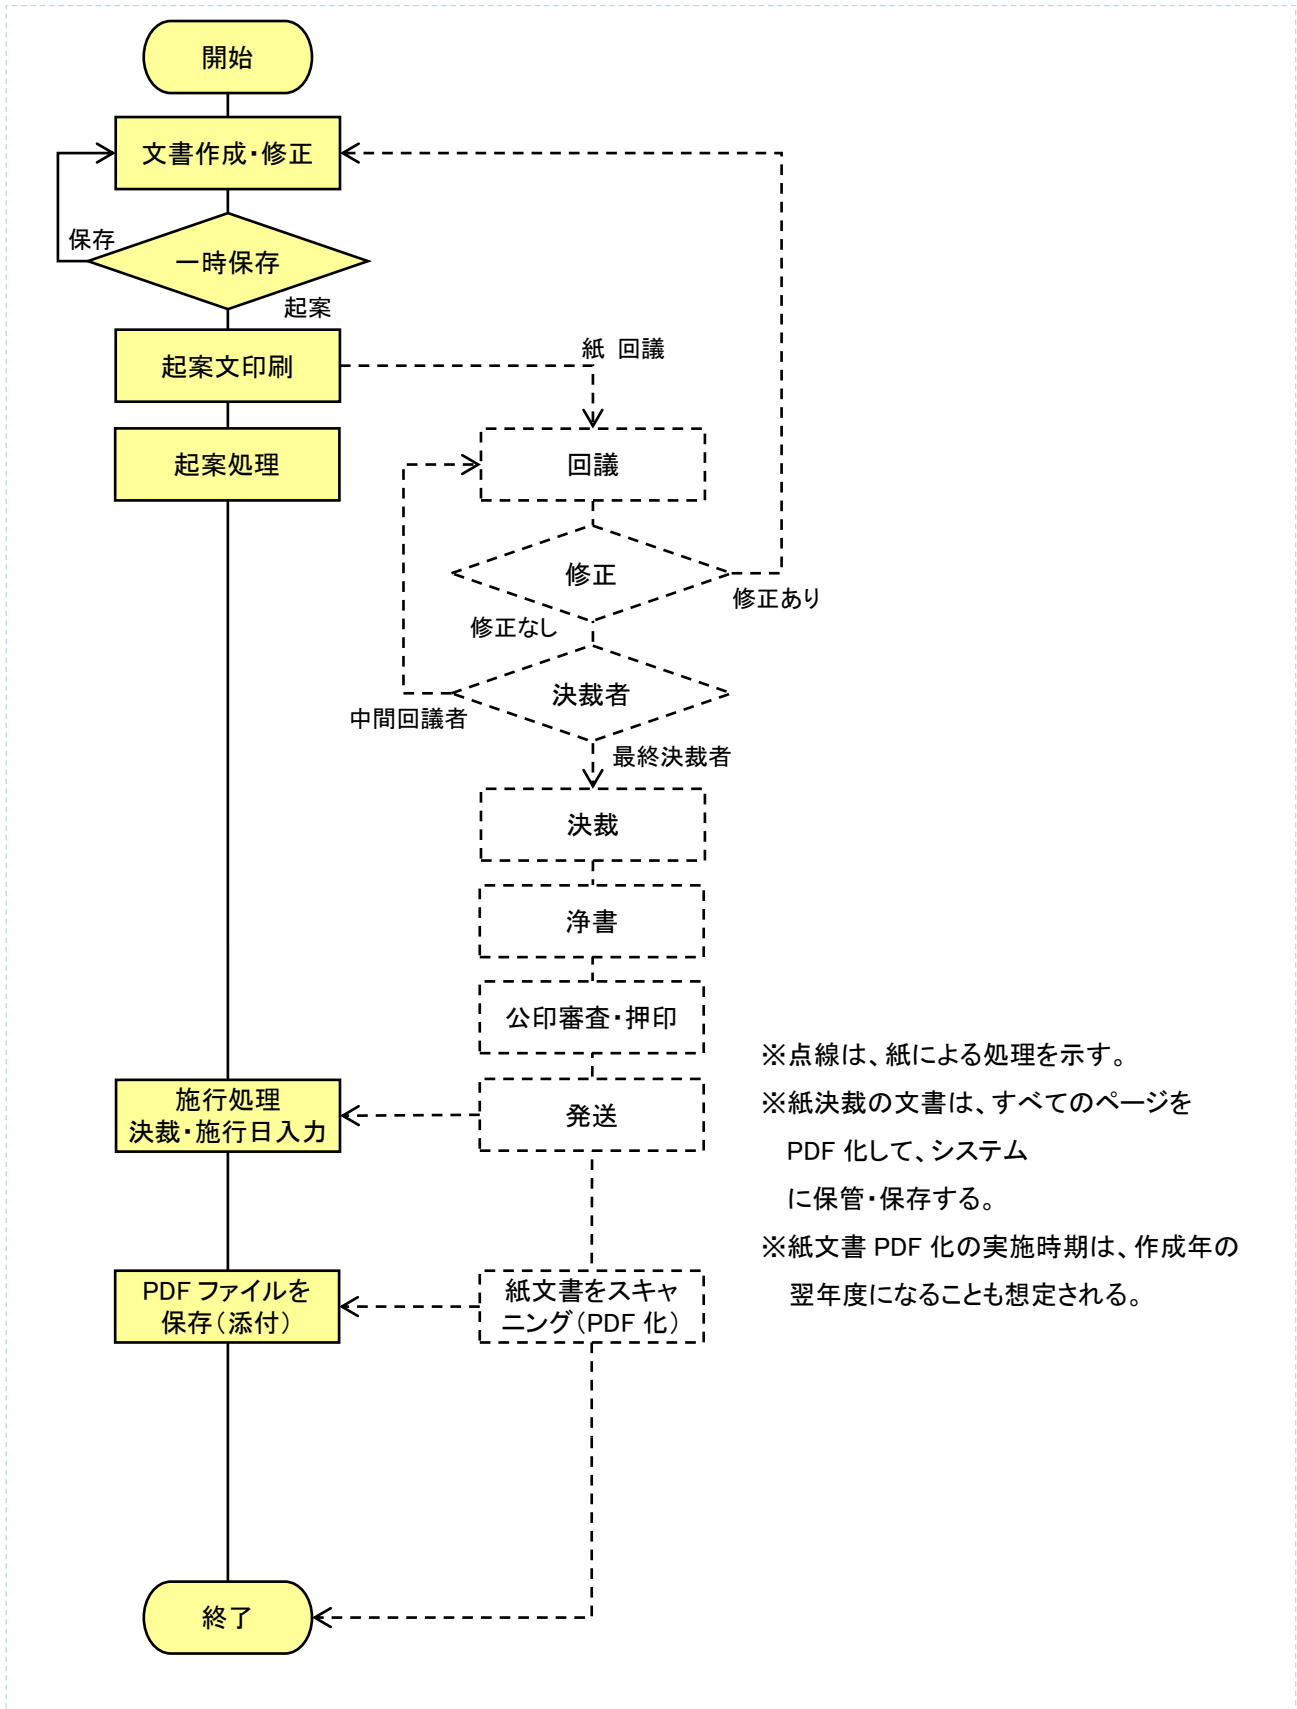 開始
文書作成・修正
保存
一時保存
起案
起案文印刷
紙 回議
起案処理
回議
修正
修正あり
修正なし
決裁者
中間回議者
最終決裁者
決裁
浄書
公印審査・押印
発送
施行処理
決裁・施行日入力
紙文書をスキャ
ニング（PDF 化）
PDF ファイルを
保存（添付）
終了
※点線は、紙による処理を示す。
※紙決裁の文書は、すべてのページを
PDF 化して、システム
に保管・保存する。
※紙文書 PDF 化の実施時期は、作成年の
翌年度になることも想定される。